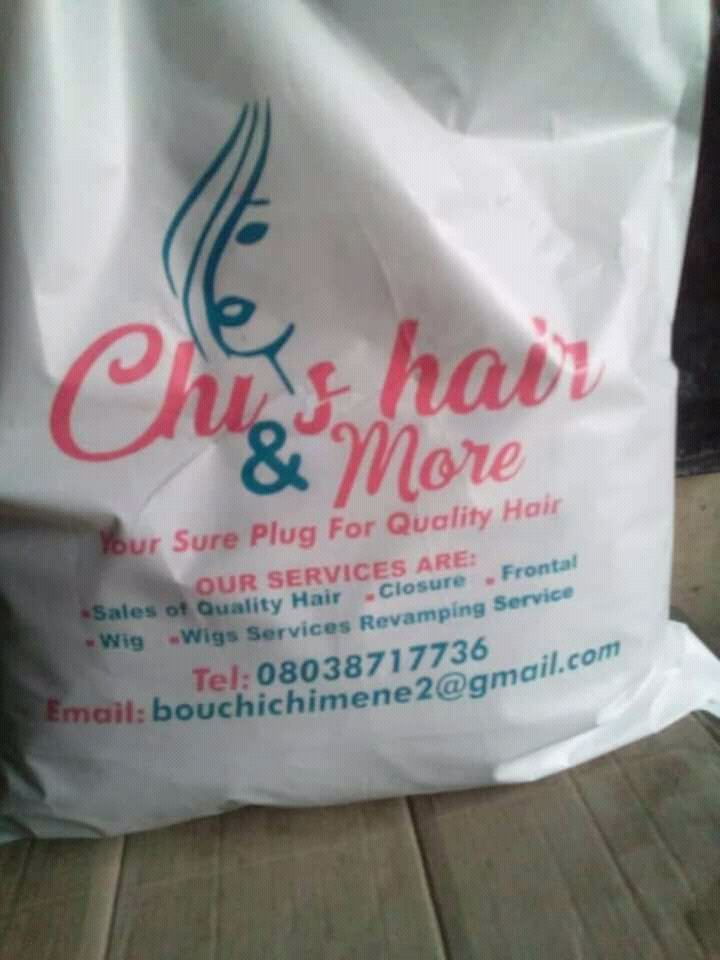 Chi's hair
& More
Your Sure Plug For Quality Hair
OUR SERVICES ARE:
▪Sales of Quality Hair ▪Closure ▪Frontal
▪Wig ▪Wigs Services Revamping Service
Tel: 08038717736
Email: bouchichimene2@gmail.com